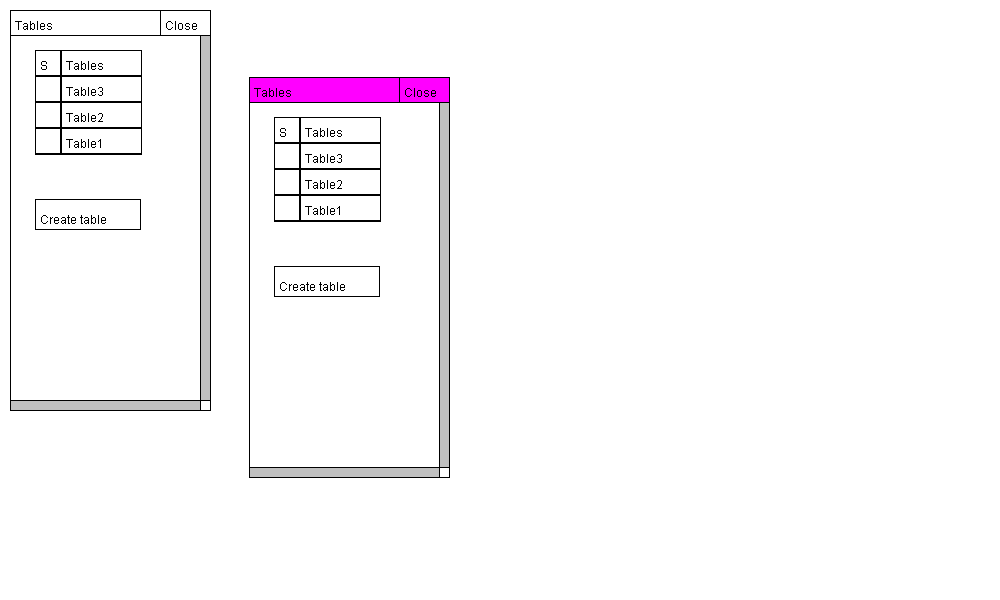 Tables Close
S Tables
Table3
Table2
Table1
Create table
Tables Close
S Tables
Table3
Table2
Table1
Create table